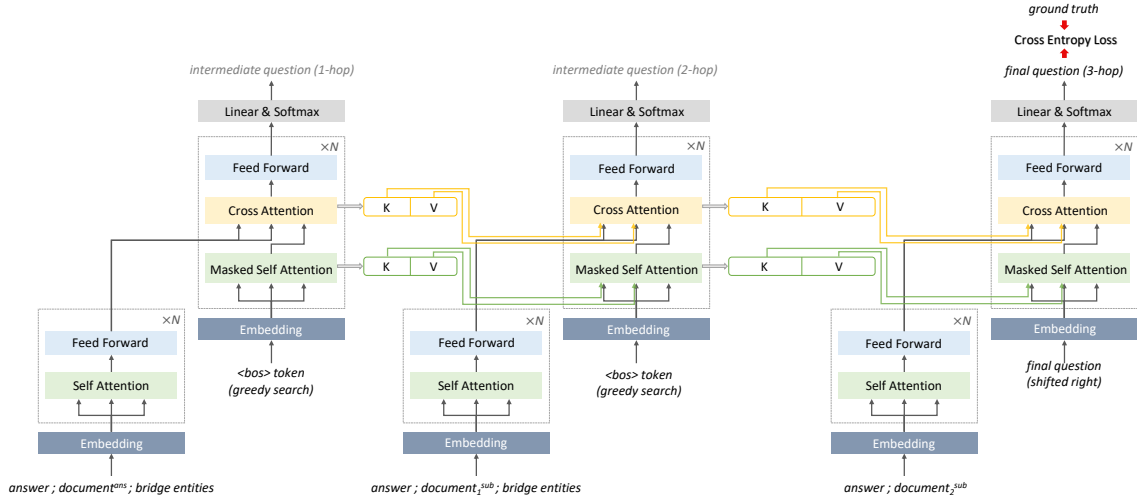 ground truth
Cross Entropy Loss
intermediate question (1-hop)
intermediate question (2-hop)
final question (3-hop)
Linear & Softmax
Linear & Softmax
Linear & Softmax
×N
×N
×N
Feed Forward
Feed Forward
Feed Forward
Cross Attention
K
V
Cross Attention
K
V
Cross Attention
Masked Self Attention
K
V
Masked Self Attention
K
V
Masked Self Attention
×N
Embedding
×N
Embedding
×N
Embedding
Feed Forward
Feed Forward
Feed Forward
<bos> token
(greedy search)
<bos> token
(greedy search)
final question
(shifted right)
Self Attention
Self Attention
Self Attention
Embedding
Embedding
Embedding
answer ; document^ans ; bridge entities
answer ; document_1^sub ; bridge entities
answer ; document_2^sub